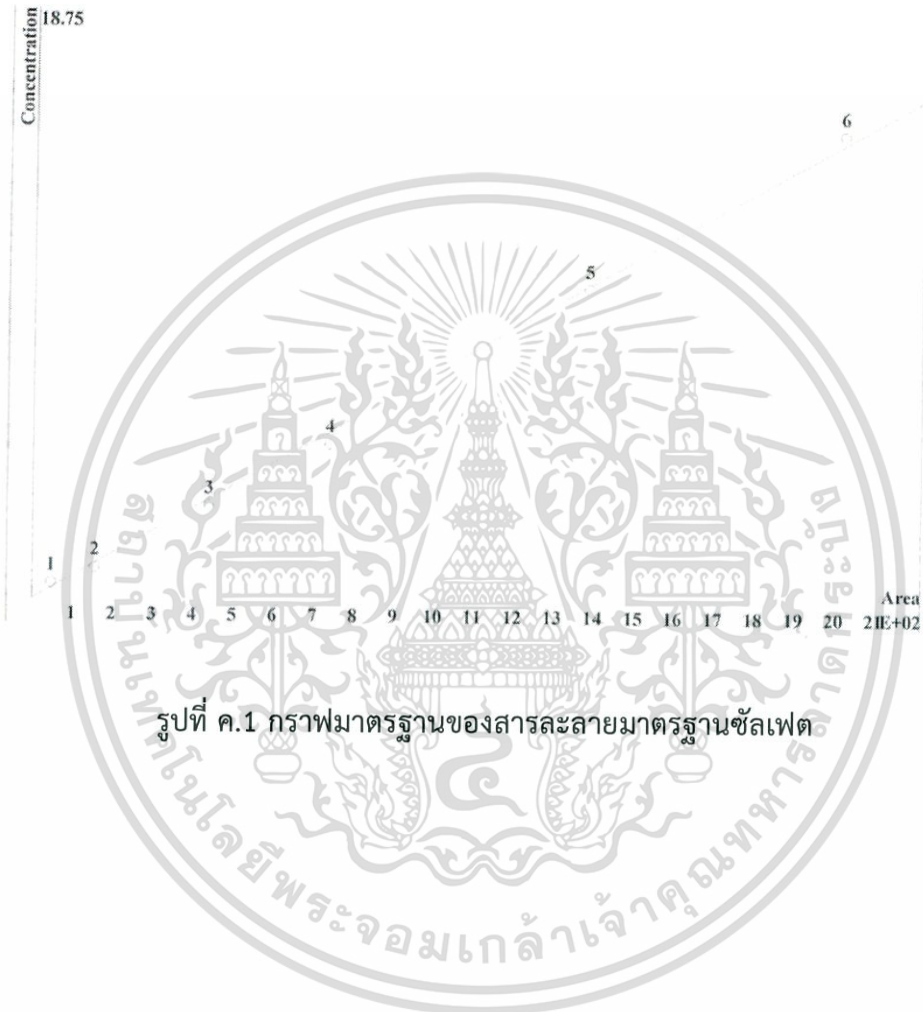 18.75
Concentration
6
5
4
3
2
1
Area
1 2 3 4 5 6 7 8 9 10 11 12 13 14 15 16 17 18 19 20 21E+02
รูปที่ ค.1 กราฟมาตรฐานของสารละลายมาตรฐานซัลเฟต
สถาบันเทคโนโลยีพระจอมเกล้าเจ้าคุณทหารลาดกระบัง